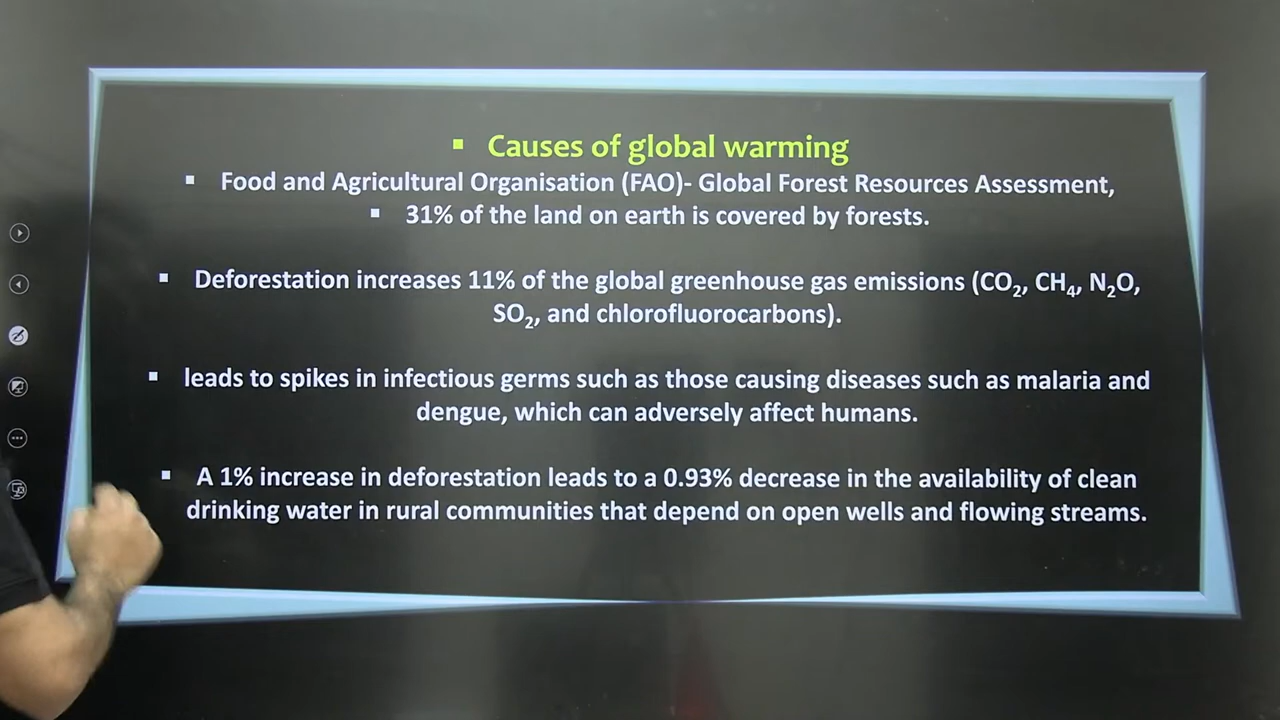 ▪ Causes of global warming
▪ Food and Agricultural Organisation (FAO)- Global Forest Resources Assessment,
▪ 31% of the land on earth is covered by forests.
▪ Deforestation increases 11% of the global greenhouse gas emissions (CO₂, CH₄, N₂O,
SO₂, and chlorofluorocarbons).
▪ leads to spikes in infectious germs such as those causing diseases such as malaria and
dengue, which can adversely affect humans.
▪ A 1% increase in deforestation leads to a 0.93% decrease in the availability of clean
drinking water in rural communities that depend on open wells and flowing streams.